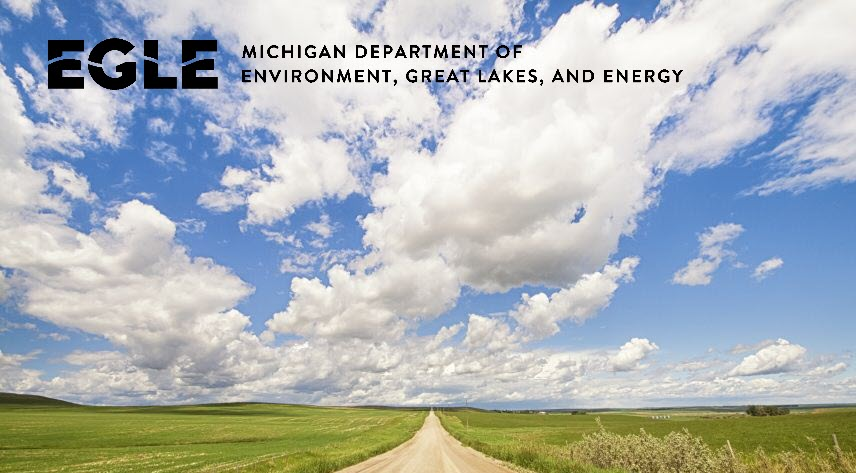 EGLE
MICHIGAN DEPARTMENT OF
ENVIRONMENT, GREAT LAKES, AND ENERGY